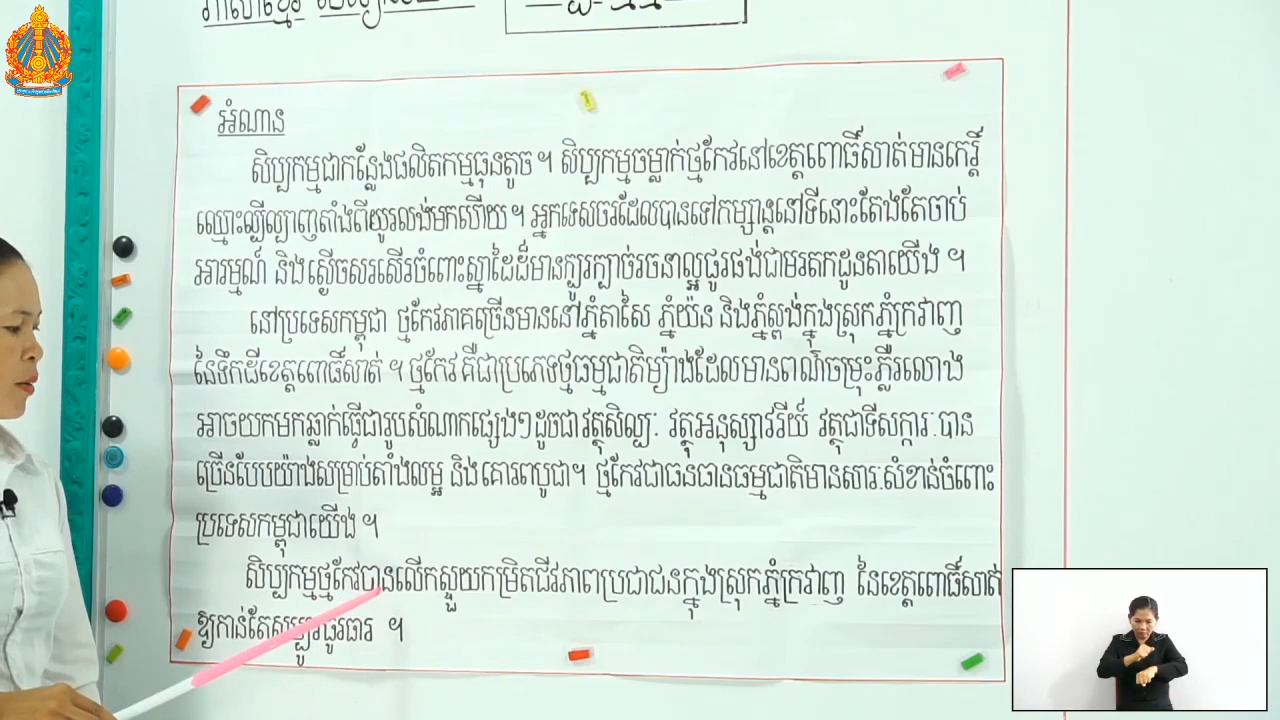 ភាសាខ្មែរ
អំណាន
សិប្បកម្មជាកន្លែងផលិតកម្មធុនតូច ។ សិប្បកម្មចម្លាក់ថ្មកែវនៅខេត្តពោធិ៍សាត់មានកេរ្តិ៍
ឈ្មោះល្បីល្បាញតាំងពីយូរលង់មកហើយ ។ អ្នកទេសចរដែលបានទៅកម្សាន្តនៅទីនោះតែងតែចាប់
អារម្មណ៍ និងស្ងើចសរសើរចំពោះស្នាដៃដ៏មានក្បូរក្បាច់រចនាល្អផូរផង់ជាមរតកដូនតាយើង ។
នៅប្រទេសកម្ពុជា ថ្មកែវភាគច្រើនមាននៅភ្នំតាសៃ ភ្នំយ៉ន និងភ្នំស្ពង់ក្នុងស្រុកភ្នំក្រវាញ
នៃទឹកដីខេត្តពោធិ៍សាត់ ។ ថ្មកែវ គឺជាប្រភេទថ្មធម្មជាតិម្យ៉ាងដែលមានពណ៌ចម្រុះភ្លឺរលោង
អាចយកមកឆ្លាក់ធ្វើជារូបសំណាកផ្សេងៗដូចជា វត្ថុសិល្បៈ វត្ថុអនុស្សាវរីយ៍ វត្ថុជាទីសក្ការៈបាន
ច្រើនបែបយ៉ាងសម្រាប់តាំងលម្អ និងគោរពបូជា។ ថ្មកែវជាធនធានធម្មជាតិមានសារៈសំខាន់ចំពោះ
ប្រទេសកម្ពុជាយើង ។
សិប្បកម្មថ្មកែវបានលើកស្ទួយកម្រិតជីវភាពប្រជាជនក្នុងស្រុកភ្នំក្រវាញ នៃខេត្តពោធិ៍សាត់
ឱ្យកាន់តែសម្បូរធូរធារ ។